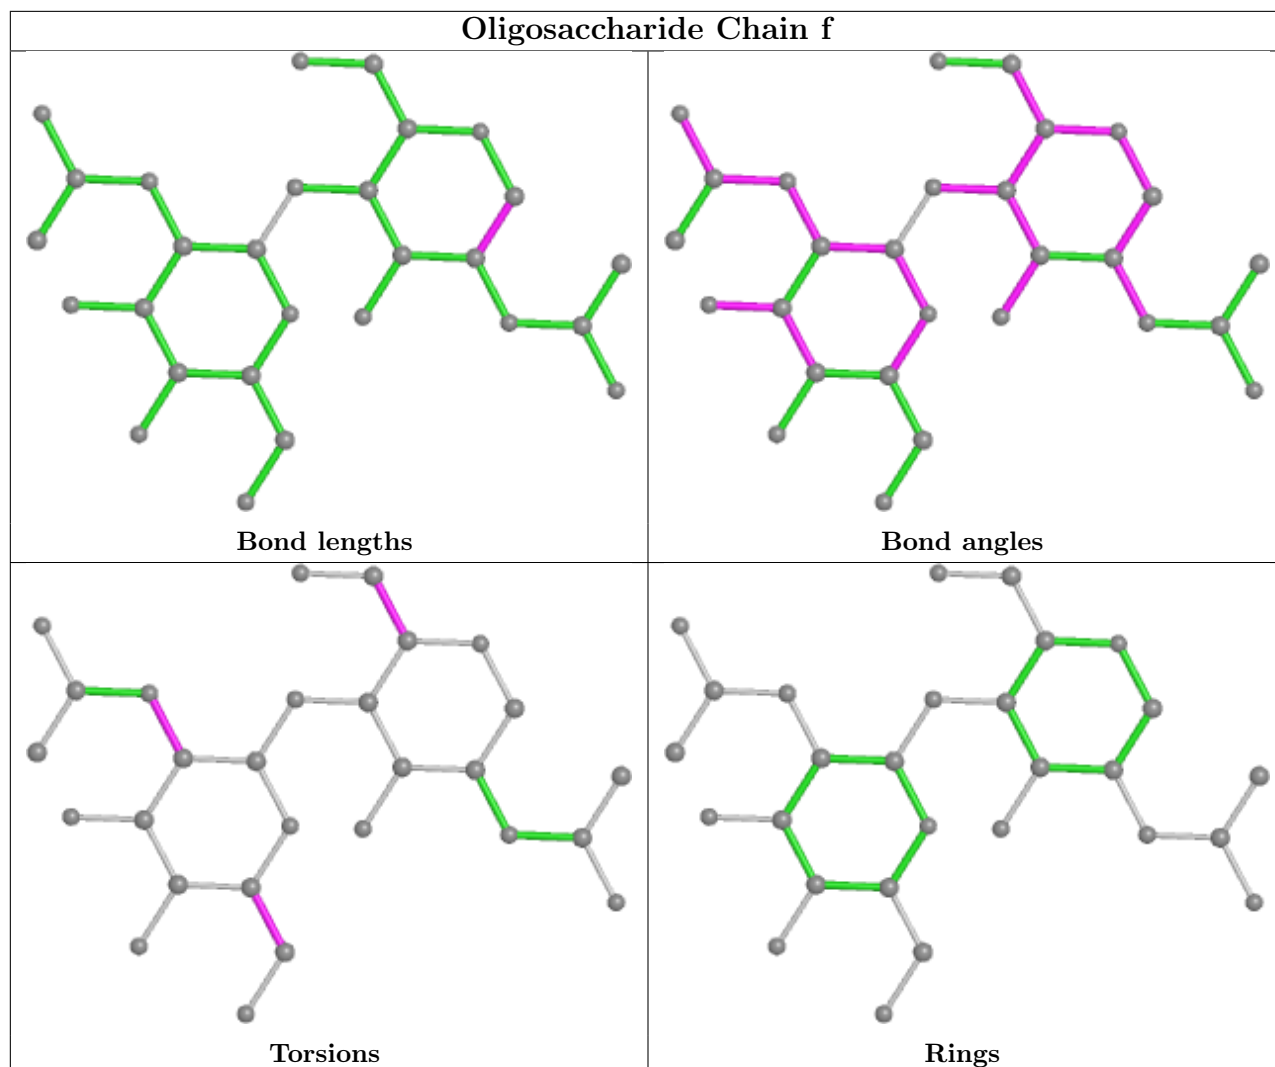 Oligosaccharide Chain f
Bond lengths
Bond angles
Torsions
Rings